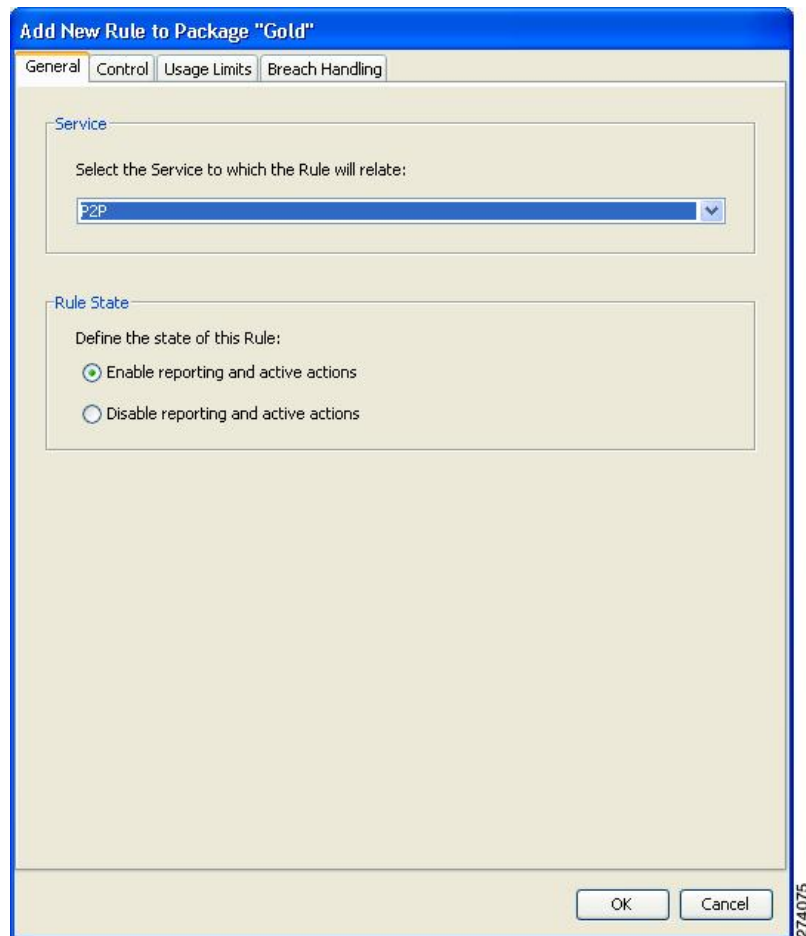 Add New Rule to Package "Gold"
General Control Usage Limits Breach Handling
Service
Select the Service to which the Rule will relate:
P2P
Rule State
Define the state of this Rule:
Enable reporting and active actions
Disable reporting and active actions
OK Cancel
274075